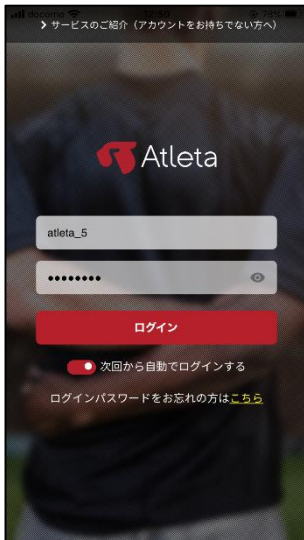 docomo
> サービスのご紹介（アカウントをお持ちでない方へ）
Atleta
atleta_5
••••••••
ログイン
次回から自動でログインする
ログインパスワードをお忘れの方はこちら